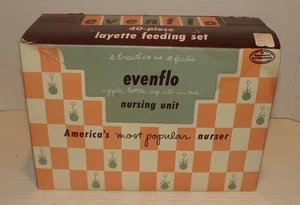 evenflo
40-piece
layette feeding set
it breathes as it feeds
evenflo
nipple, bottle, cap, all in one
nursing unit
America's most popular nurser